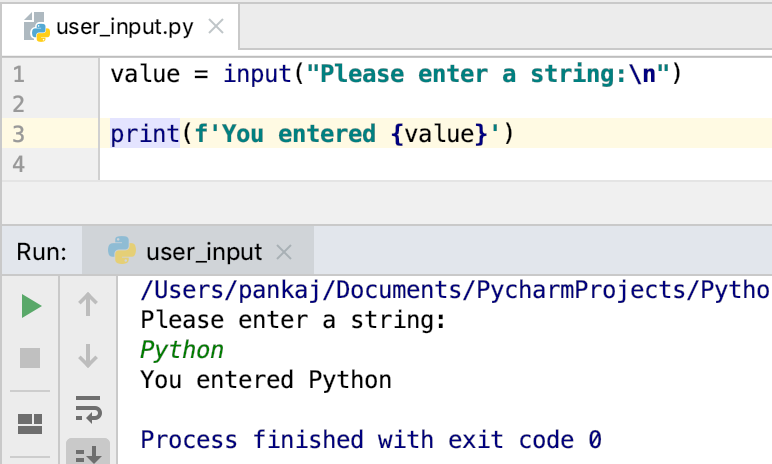 user_input.py
1 value = input("Please enter a string:\n")
2
3 print(f'You entered {value}')
4
Run: user_input
/Users/pankaj/Documents/PycharmProjects/Pytho
Please enter a string:
Python
You entered Python
Process finished with exit code 0